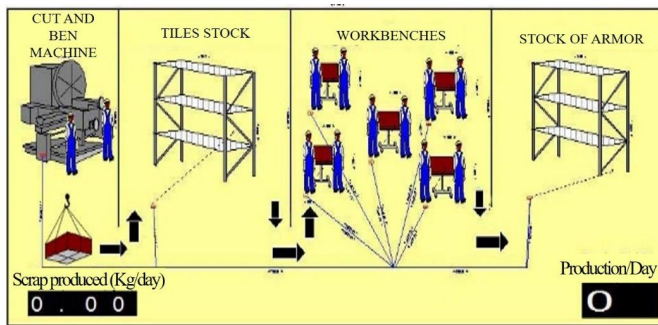 CUT AND
BEN
MACHINE
TILES STOCK
WORKBENCHES
STOCK OF ARMOR
Scrap produced (Kg/day)
0.00
Production/Day
0